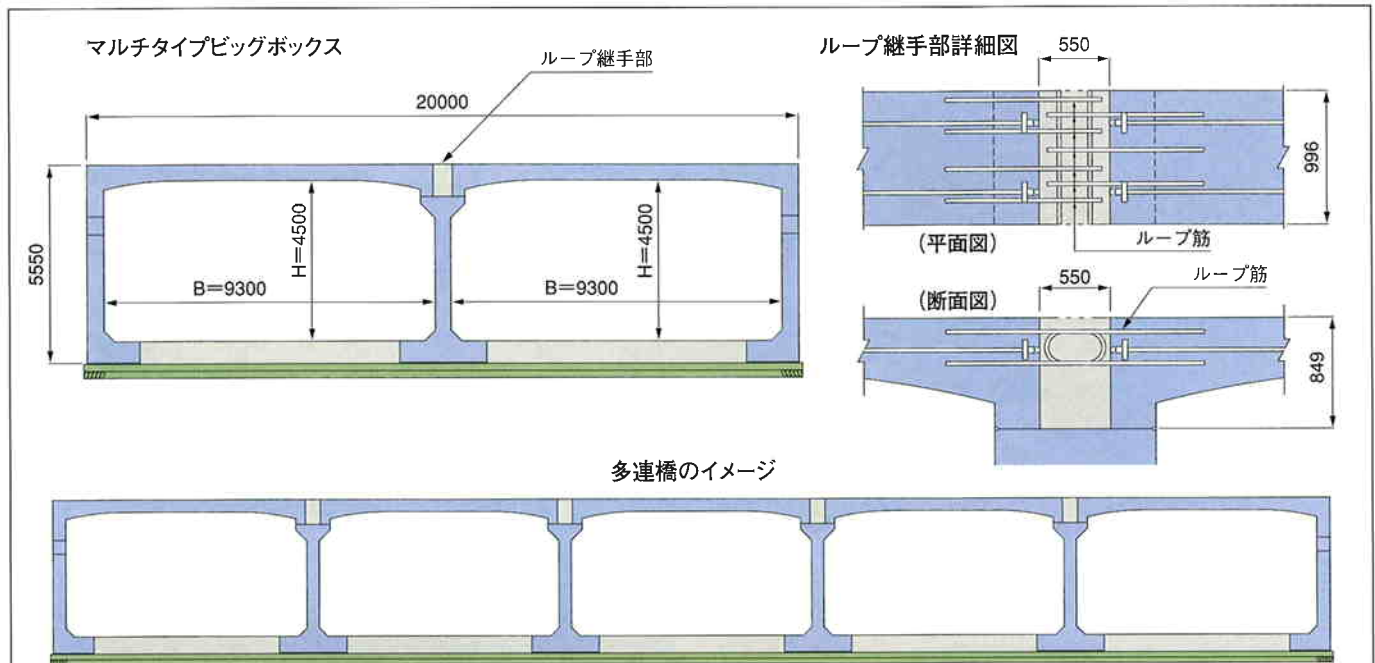 マルチタイプビッグボックス
ループ継手部
20000
5550
H=4500
H=4500
B=9300
B=9300
ループ継手部詳細図
550
996
(平面図)
ループ筋
550
ループ筋
(断面図)
849
多連橋のイメージ